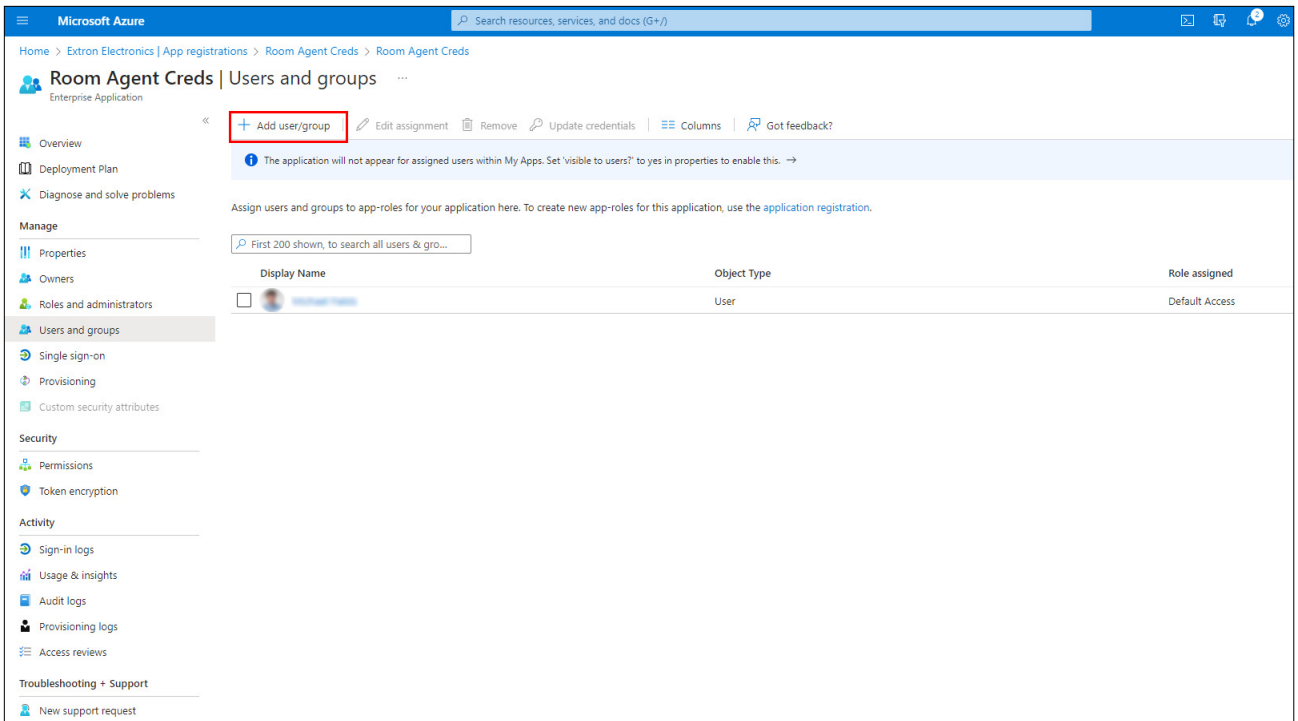 Microsoft Azure
Search resources, services, and docs (G+/)
2
Home > Extron Electronics | App registrations > Room Agent Creds > Room Agent Creds
Room Agent Creds | Users and groups ...
Enterprise Application
«
+ Add user/group
Edit assignment
Remove
Update credentials
Columns
Got feedback?
The application will not appear for assigned users within My Apps. Set 'visible to users?' to yes in properties to enable this. →
Assign users and groups to app-roles for your application here. To create new app-roles for this application, use the application registration.
First 200 shown, to search all users & gro...
Display Name Object Type Role assigned
User Default Access
Overview
Deployment Plan
Diagnose and solve problems
Manage
Properties
Owners
Roles and administrators
Users and groups
Single sign-on
Provisioning
Custom security attributes
Security
Permissions
Token encryption
Activity
Sign-in logs
Usage & insights
Audit logs
Provisioning logs
Access reviews
Troubleshooting + Support
New support request